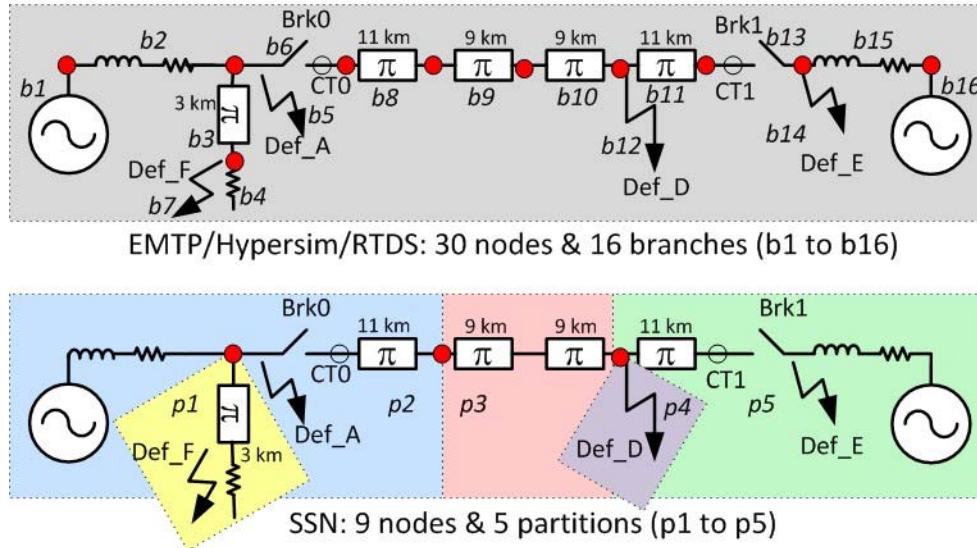 b2 b6 Brk0 11 km 9 km 9 km 11 km Brk1 b13 b15
b1 π π π π b16
CT0 CT1
3 km π b5 b8 b9 b10 b11
b3 Def_A b12 b14
Def_F Def_D Def_E
b7 b4
EMTP/Hypersim/RTDS: 30 nodes & 16 branches (b1 to b16)
Brk0 11 km 9 km 9 km 11 km Brk1
π π π π
CT0 CT1
p1 π p2 p3 p4 p5
Def_A
Def_F 3 km Def_D Def_E
SSN: 9 nodes & 5 partitions (p1 to p5)